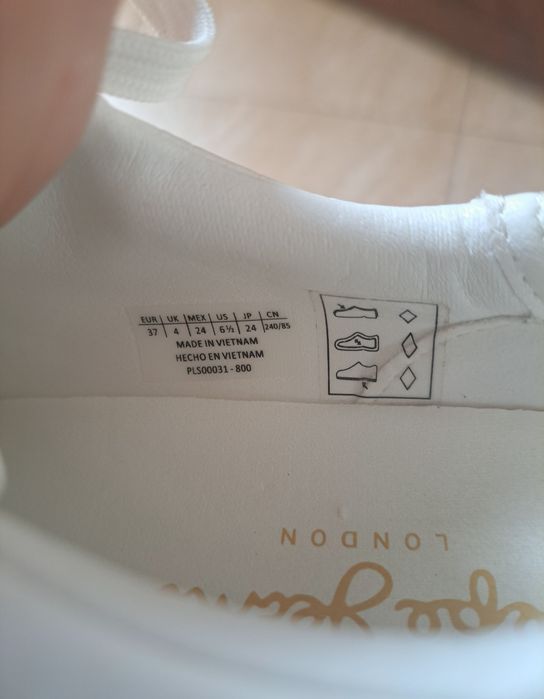 EUR | UK | MEX | US | JP | CN
37 | 4 | 24 | 6½ | 24 | 240/85
MADE IN VIETNAM
HECHO EN VIETNAM
PLS00031 - 800
LONDON